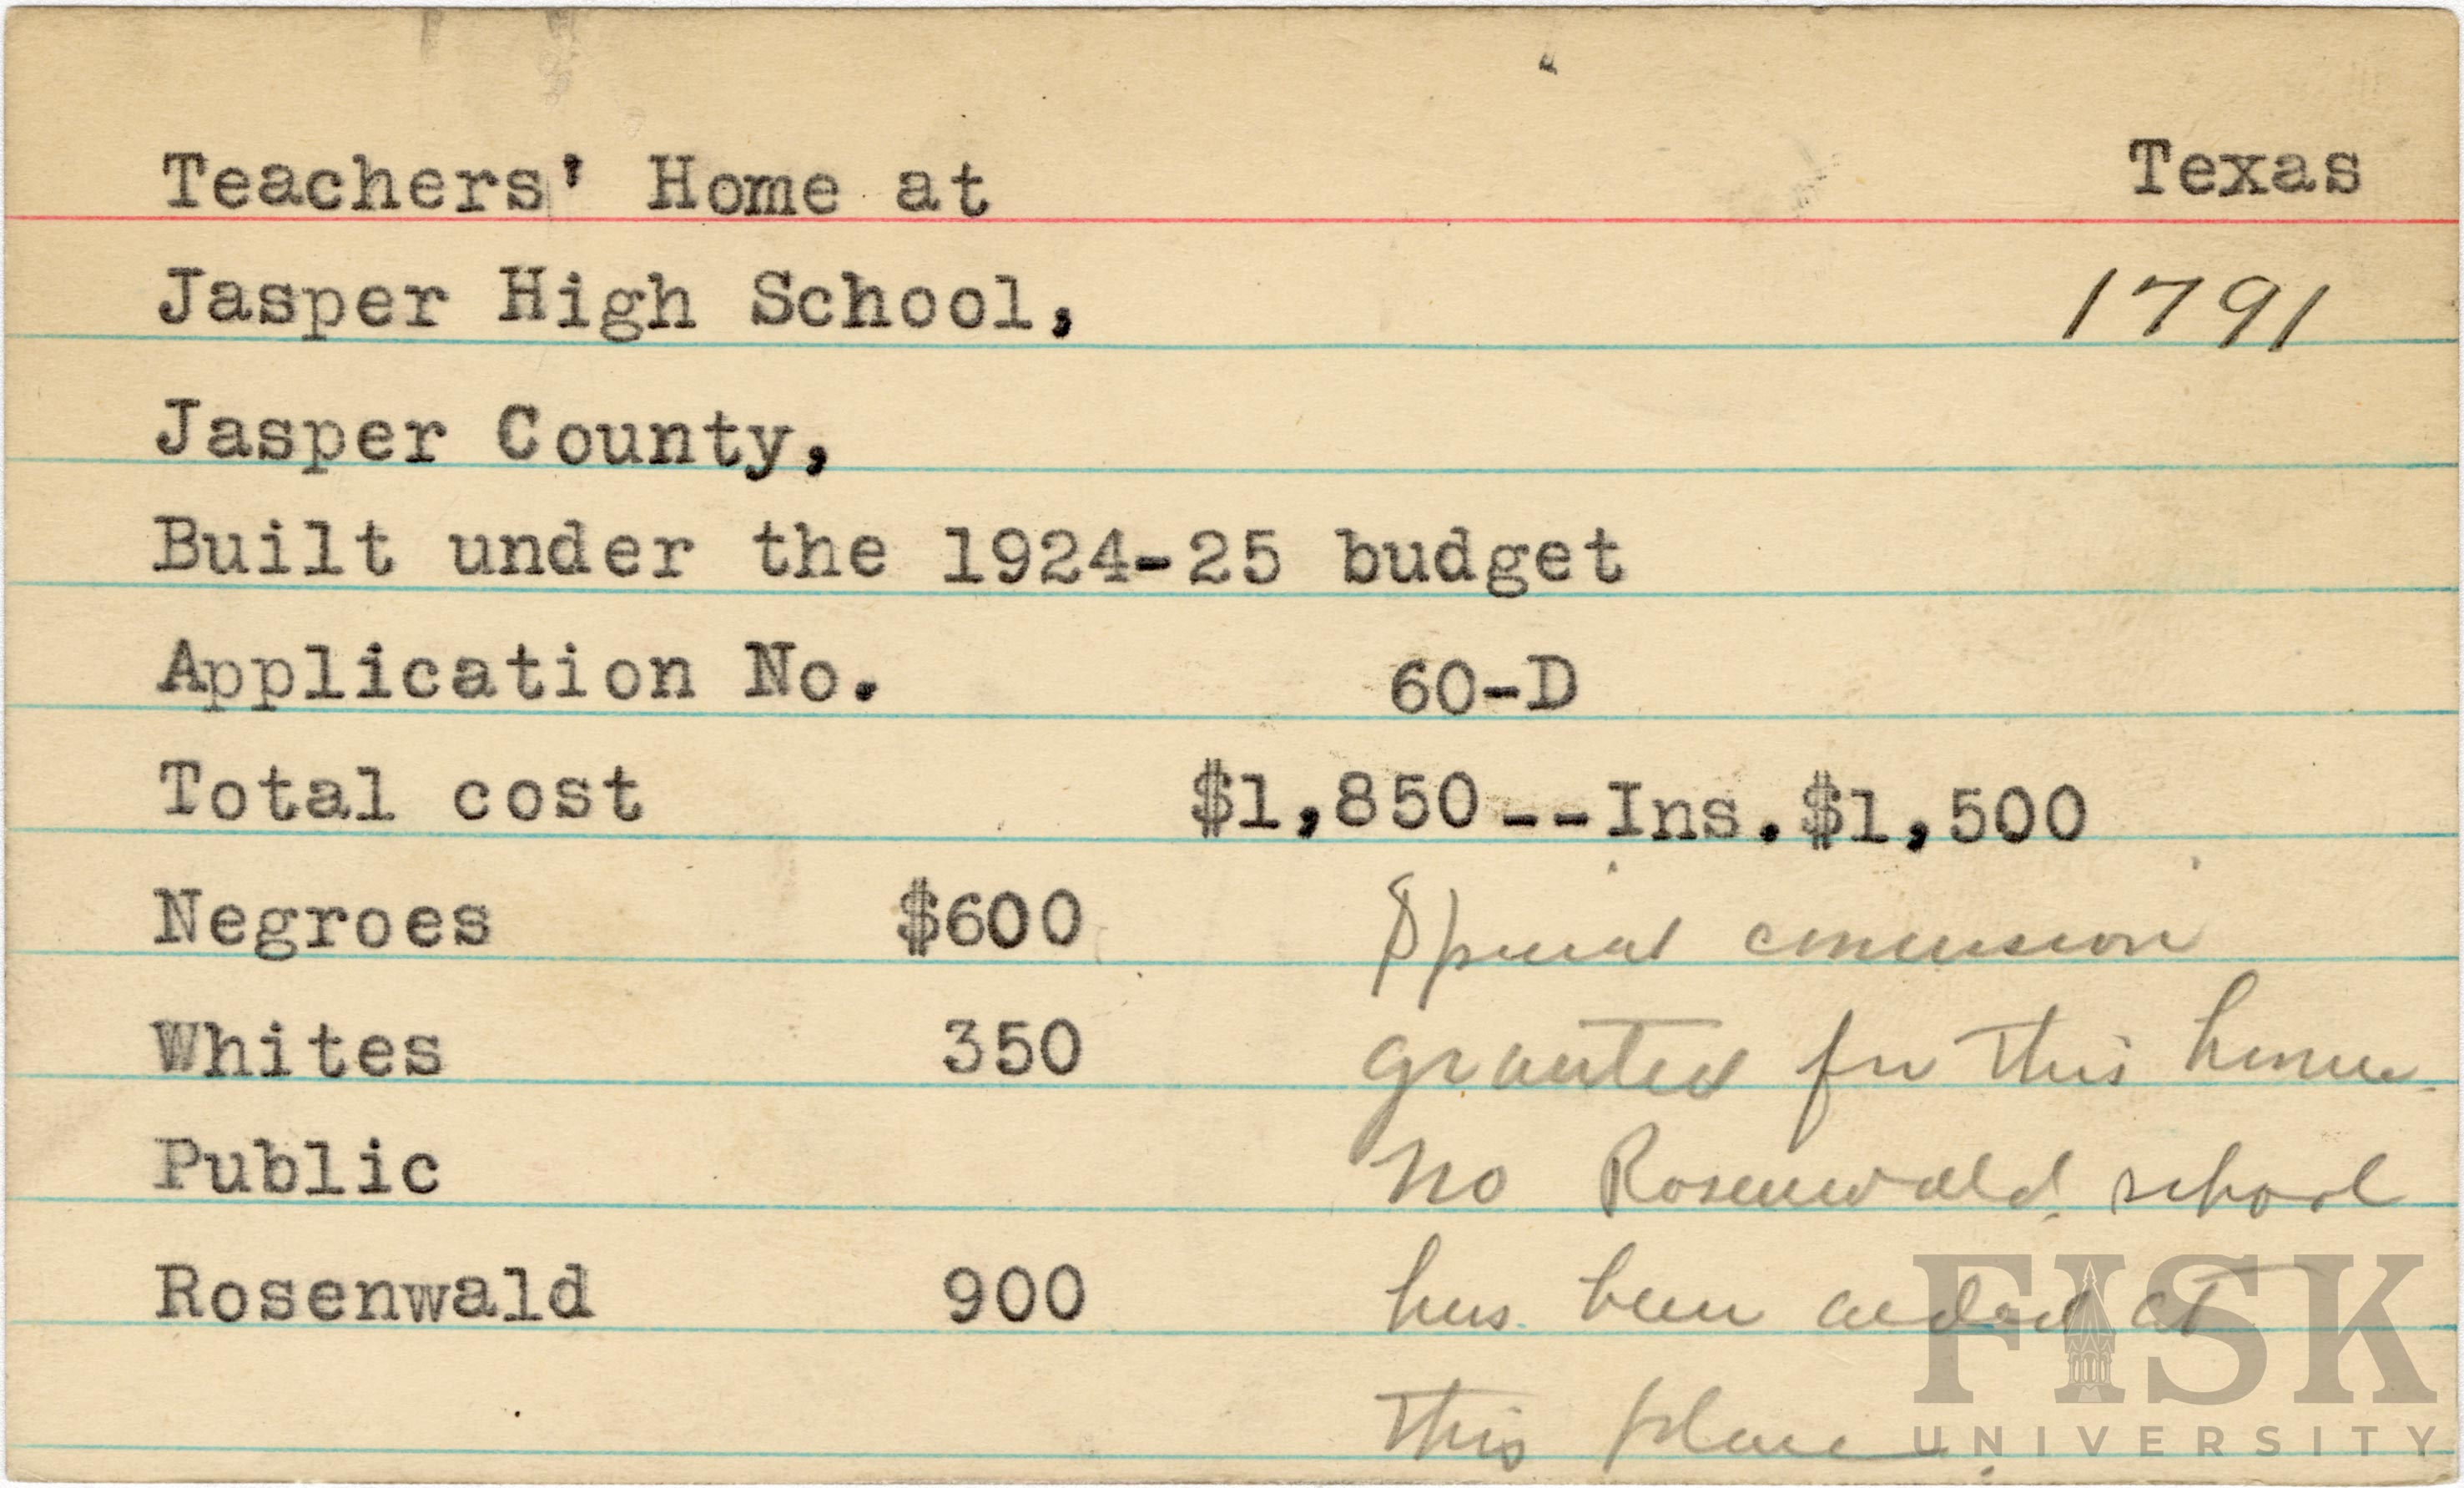 Teachers' Home at Texas
Jasper High School, 1791
Jasper County,
Built under the 1924-25 budget
Application No. 60-D
Total cost $1,850--Ins.$1,500
Negroes $600 Special concession
Whites 350 granted for this home.
Public No Rosenwald school
Rosenwald 900 has been aided at
this place.
FISK
UNIVERSITY